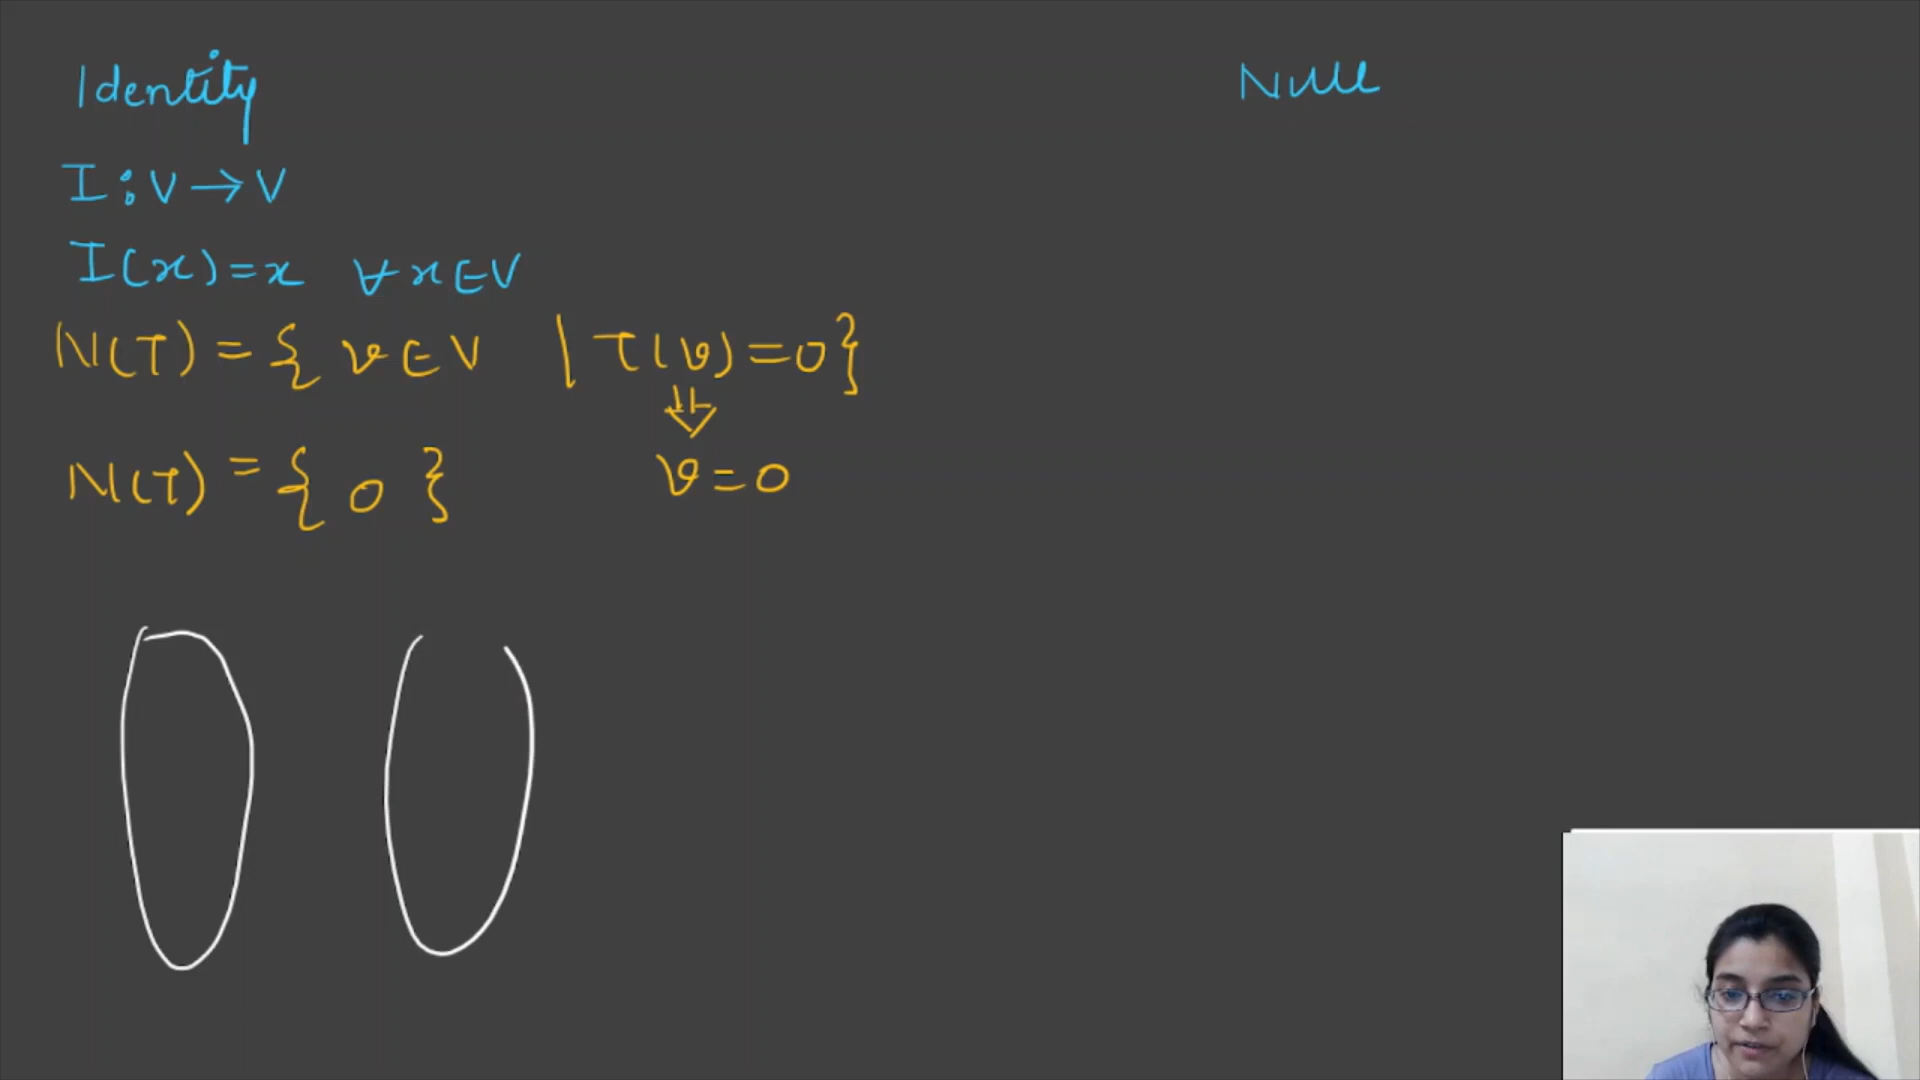 Identity
Null
I : V → V
I(x) = x ∀ x ∈ V
N(T) = { v ∈ V | T(v) = 0 }
⇓
N(T) = { 0 } v = 0